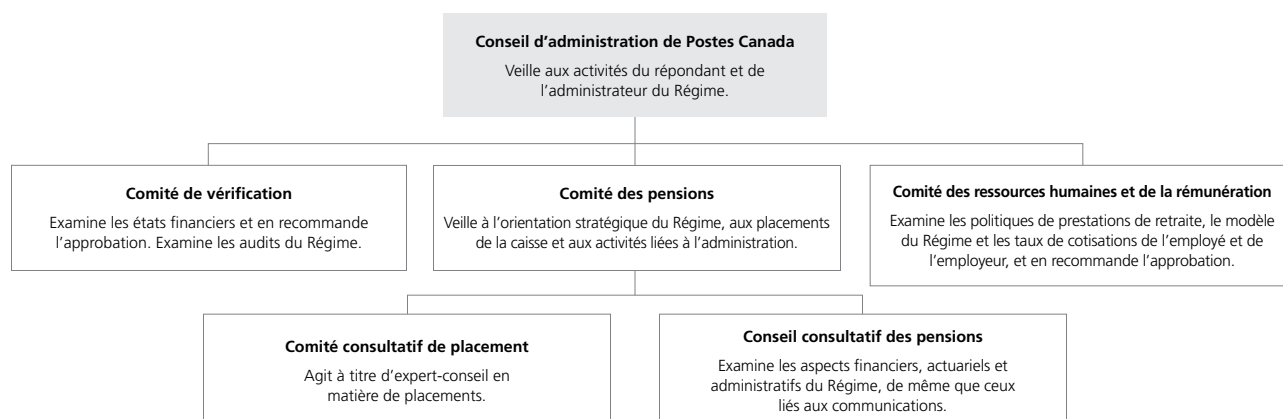 Conseil d’administration de Postes Canada
Veille aux activités du répondant et de
l’administrateur du Régime.
Comité de vérification
Examine les états financiers et en recommande
l’approbation. Examine les audits du Régime.
Comité des pensions
Veille à l’orientation stratégique du Régime, aux placements
de la caisse et aux activités liées à l’administration.
Comité des ressources humaines et de la rémunération
Examine les politiques de prestations de retraite, le modèle
du Régime et les taux de cotisations de l’employé et de
l’employeur, et en recommande l’approbation.
Comité consultatif de placement
Agit à titre d’expert-conseil en
matière de placements.
Conseil consultatif des pensions
Examine les aspects financiers, actuariels et
administratifs du Régime, de même que ceux
liés aux communications.